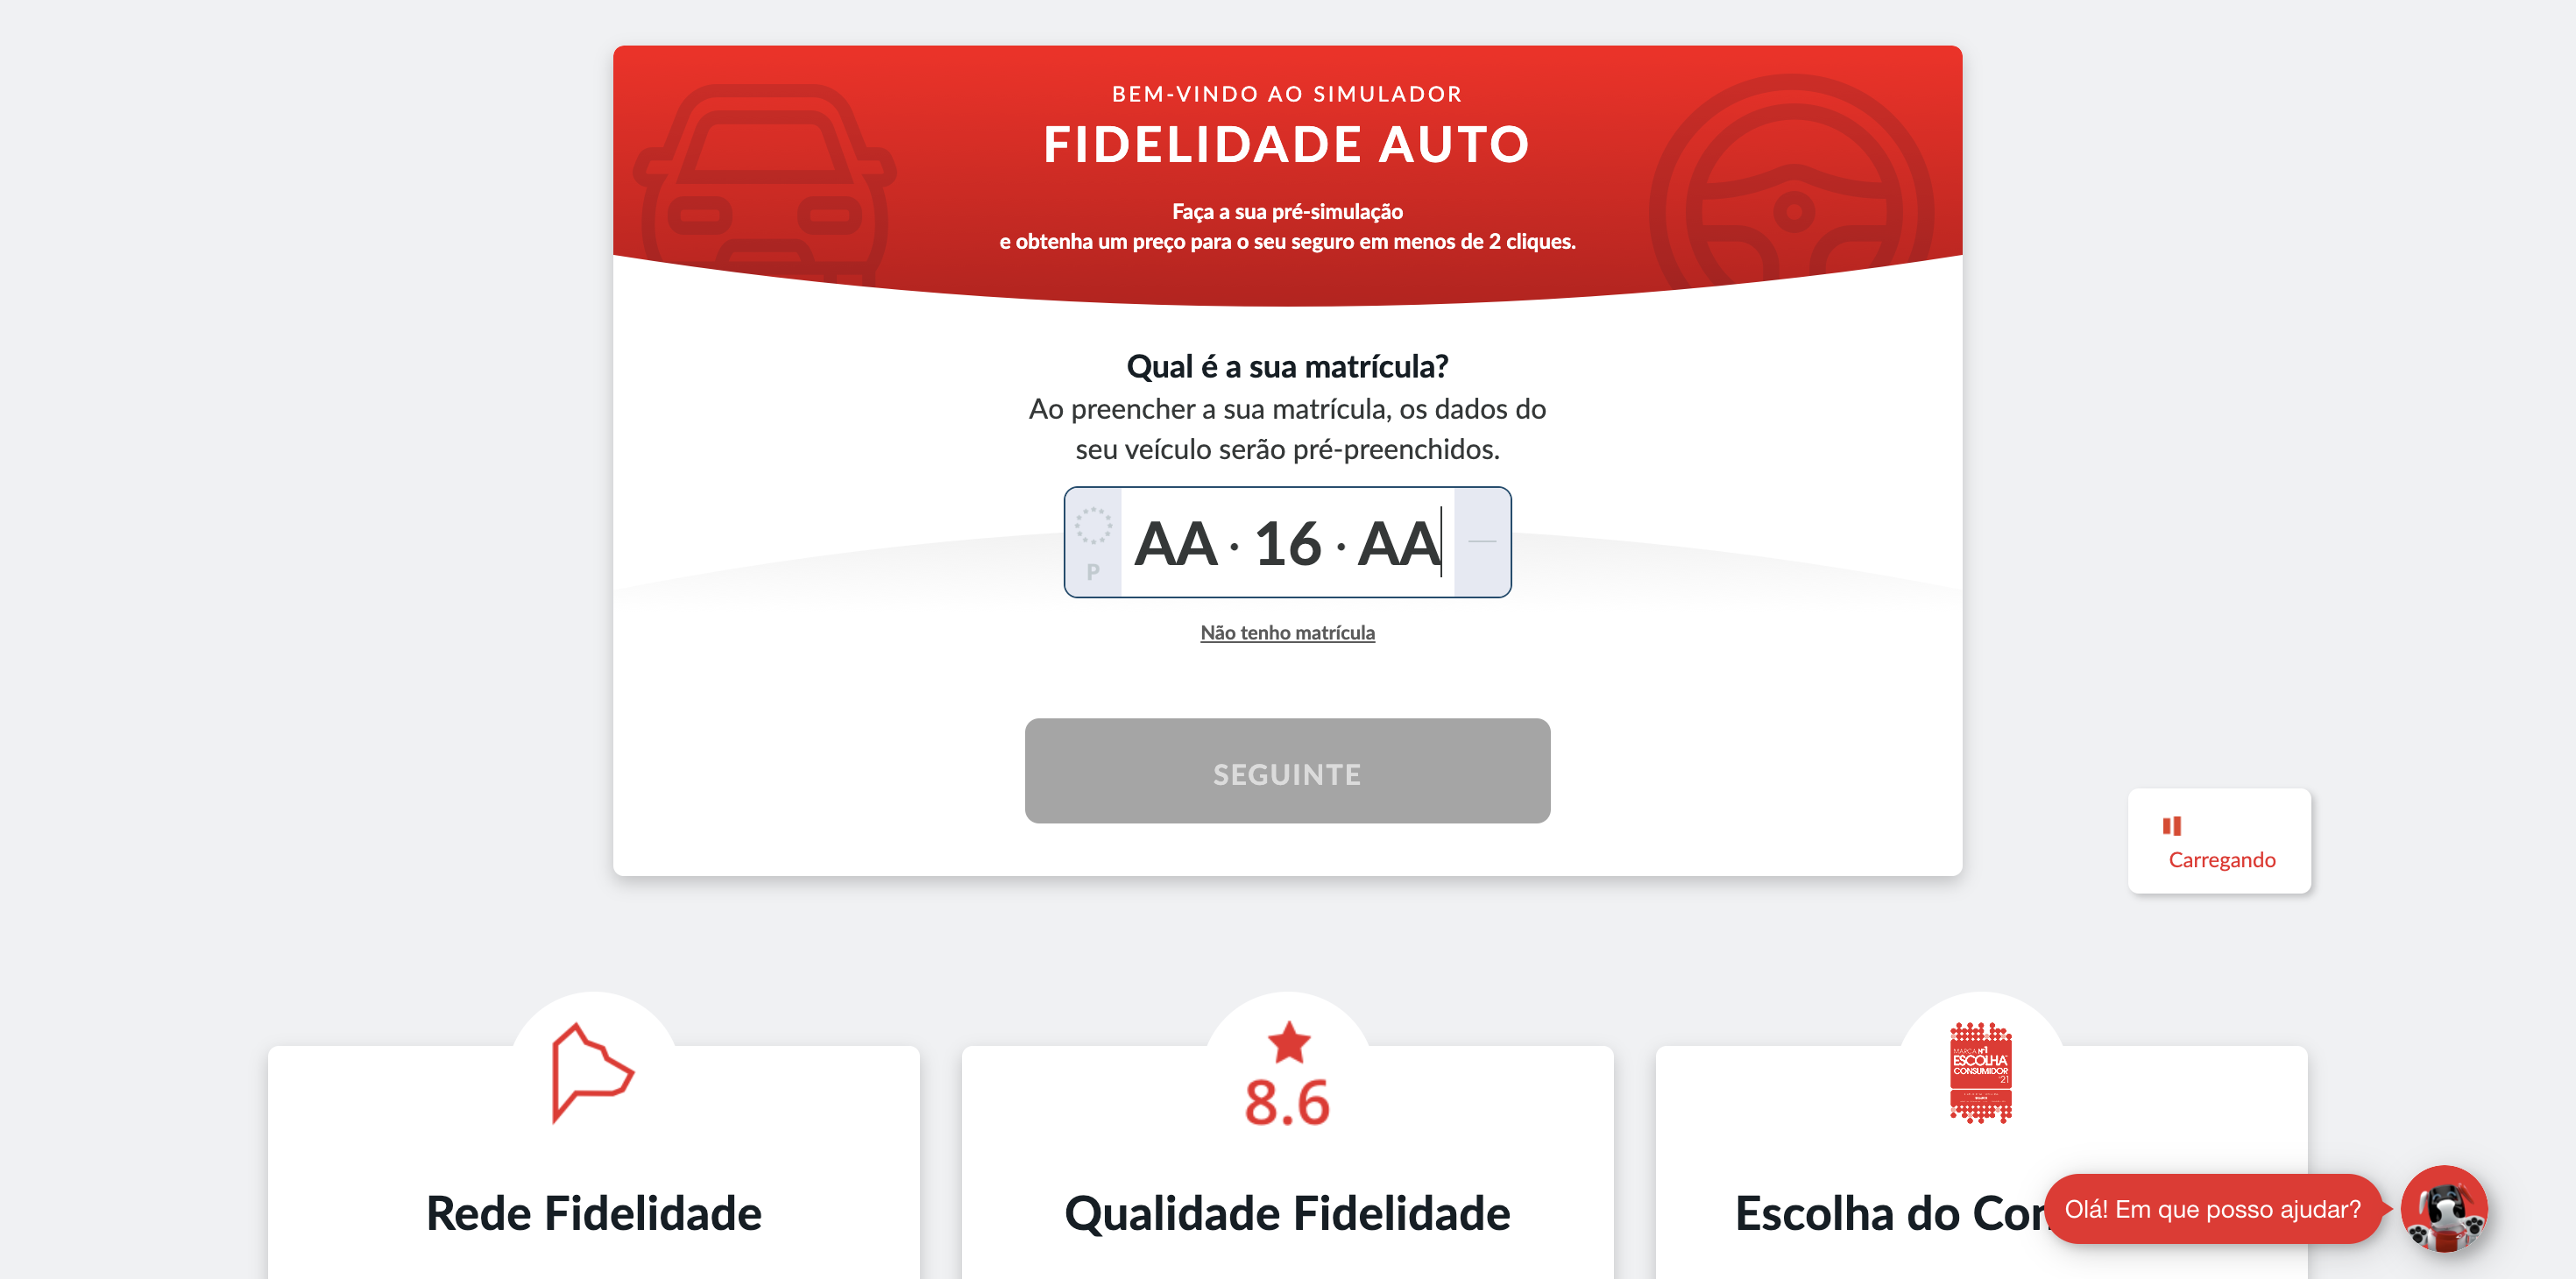 BEM-VINDO AO SIMULADOR
FIDELIDADE AUTO
Faça a sua pré-simulação
e obtenha um preço para o seu seguro em menos de 2 cliques.
Qual é a sua matrícula?
Ao preencher a sua matrícula, os dados do
seu veículo serão pré-preenchidos.
P
AA · 16 · AA
Não tenho matrícula
SEGUINTE
Carregando
8.6
MARCA Nº1
ESCOLHA
CONSUMIDOR
'21
Rede Fidelidade
Qualidade Fidelidade
Escolha do Con
Olá! Em que posso ajudar?